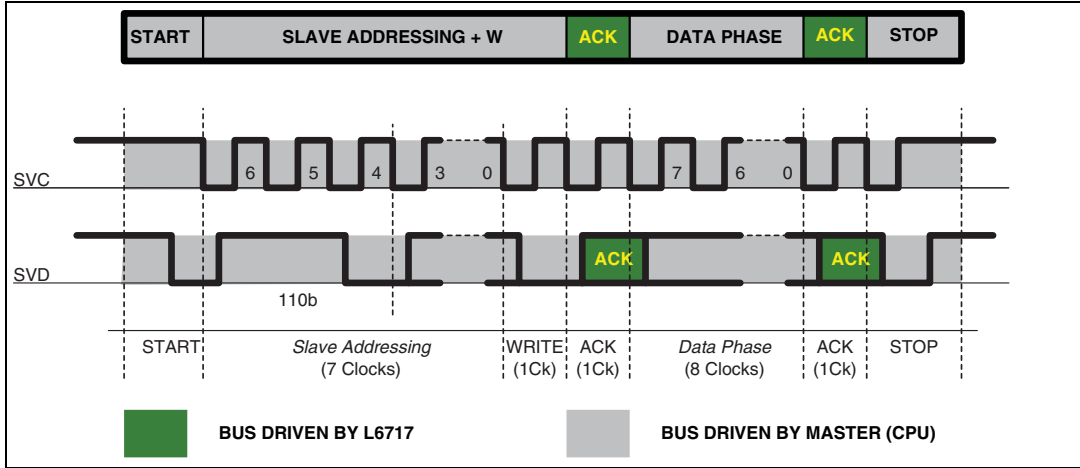 START SLAVE ADDRESSING + W ACK DATA PHASE ACK STOP
SVC 6 5 4 3 0 7 6 0
SVD ACK ACK
110b
START Slave Addressing WRITE ACK Data Phase ACK STOP
(7 Clocks) (1Ck) (1Ck) (8 Clocks) (1Ck)
BUS DRIVEN BY L6717 BUS DRIVEN BY MASTER (CPU)